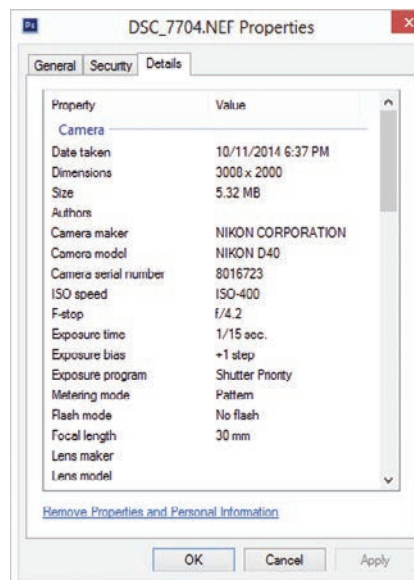 Ps DSC_7704.NEF Properties x
General Security Details
Property Value
Camera
Date taken 10/11/2014 6:37 PM
Dimensions 3008 x 2000
Size 5.32 MB
Authors
Camera maker NIKON CORPORATION
Camera model NIKON D40
Camera serial number 8016723
ISO speed ISO-400
F-stop f/4.2
Exposure time 1/15 sec.
Exposure bias +1 step
Exposure program Shutter Priority
Metering mode Pattern
Flash mode No flash
Focal length 30 mm
Lens maker
Lens model
Remove Properties and Personal Information
OK Cancel Apply